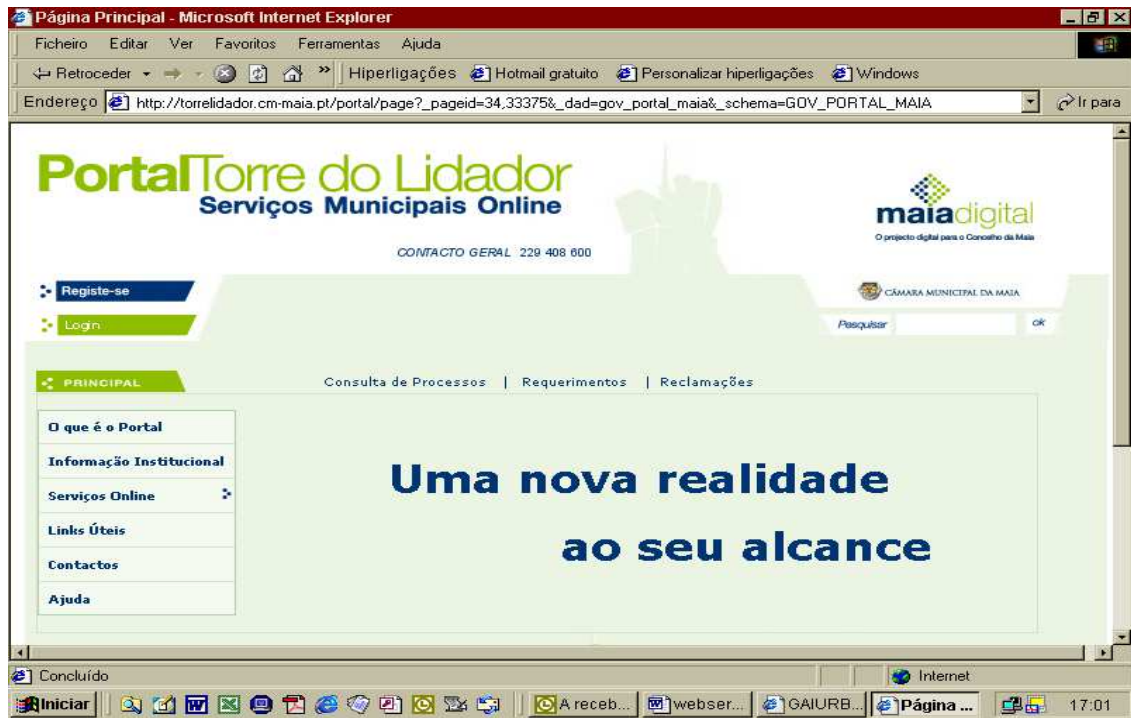 Página Principal - Microsoft Internet Explorer
Ficheiro Editar Ver Favoritos Ferramentas Ajuda
Retroceder » Hiperligações Hotmail gratuito Personalizar hiperligações Windows
Endereço http://torrelidador.cm-maia.pt/portal/page?_pageid=34,33375&_dad=gov_portal_maia&_schema=GOV_PORTAL_MAIA Ir para
PortalTorre do Lidador
Serviços Municipais Online
maiadigital
O projecto digital para o Concelho da Maia
CONTACTO GERAL 229 408 600
Registe-se
CÂMARA MUNICIPAL DA MAIA
Login
Pesquisar ok
PRINCIPAL
Consulta de Processos | Requerimentos | Reclamações
O que é o Portal
Informação Institucional
Serviços Online
Links Úteis
Contactos
Ajuda
Uma nova realidade
ao seu alcance
Concluído Internet
Iniciar A receb... webser... GAIURB... Página ... 17:01